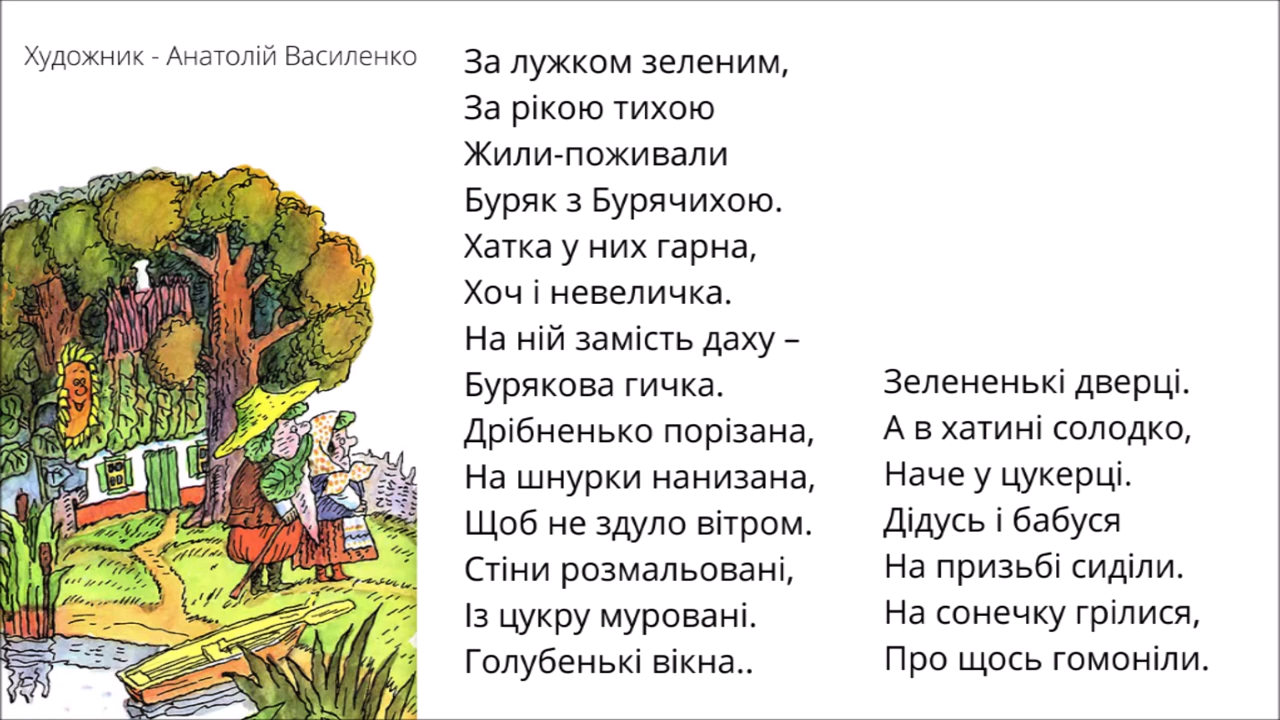 Художник - Анатолій Василенко
За лужком зеленим,
За рікою тихою
Жили-поживали
Буряк з Бурячихою.
Хатка у них гарна,
Хоч і невеличка.
На ній замість даху –
Бурякова гичка.
Дрібненько порізана,
На шнурки нанизана,
Щоб не здуло вітром.
Стіни розмальовані,
Із цукру муровані.
Голубенькі вікна..
Зелененькі дверці.
А в хатині солодко,
Наче у цукерці.
Дідусь і бабуся
На призьбі сиділи.
На сонечку грілися,
Про щось гомоніли.